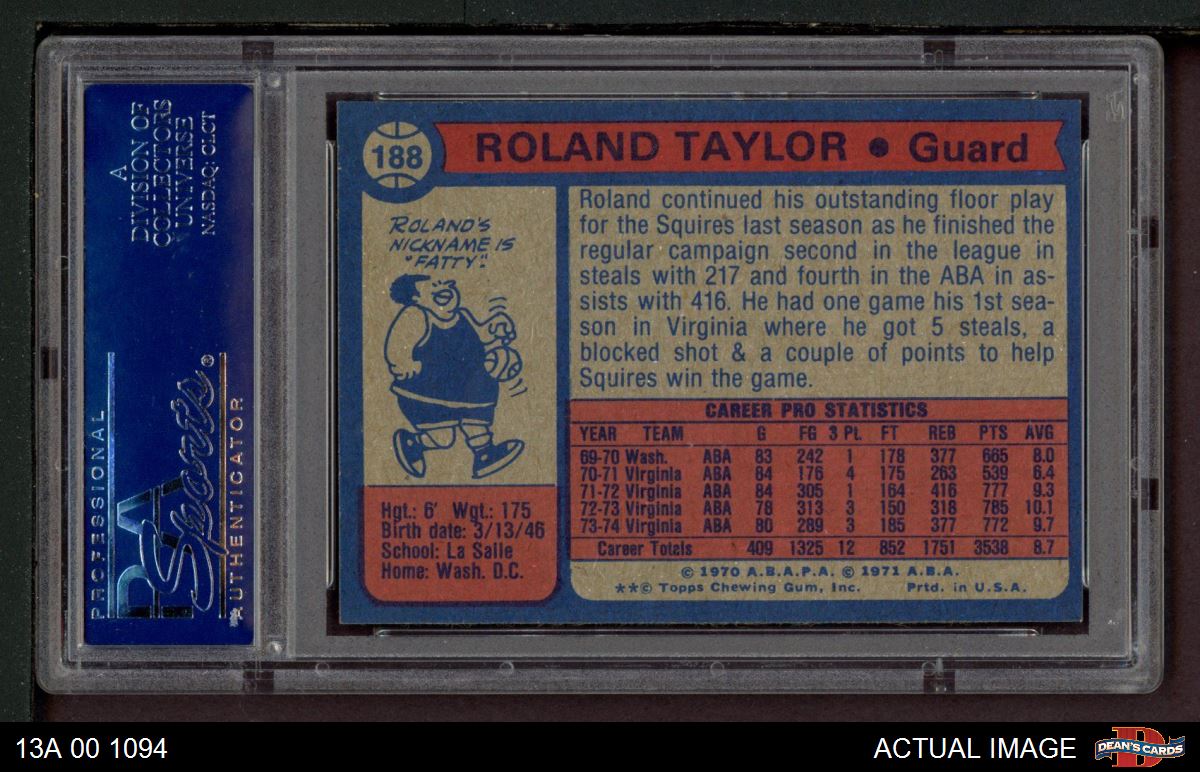 A
DIVISION OF
COLLECTORS
UNIVERSE
NASDAQ: CLCT
PROFESSIONAL
PSA
Sports®
AUTHENTICATOR
188
ROLAND TAYLOR • Guard
ROLAND'S
NICKNAME IS
"FATTY".
Roland continued his outstanding floor play
for the Squires last season as he finished the
regular campaign second in the league in
steals with 217 and fourth in the ABA in as-
sists with 416. He had one game his 1st sea-
son in Virginia where he got 5 steals, a
blocked shot & a couple of points to help
Squires win the game.
CAREER PRO STATISTICS
YEAR TEAM G FG 3 Pt. FT REB PTS AVG
69-70 Wash. ABA 83 242 1 178 377 665 8.0
70-71 Virginia ABA 84 176 4 175 263 539 6.4
71-72 Virginia ABA 84 305 1 164 416 777 9.3
72-73 Virginia ABA 78 313 3 150 318 785 10.1
73-74 Virginia ABA 80 289 3 185 377 772 9.7
Career Totals 409 1325 12 852 1751 3538 8.7
Hgt.: 6' Wgt.: 175
Birth date: 3/13/46
School: La Salle
Home: Wash. D.C.
© 1970 A.B.A.P.A. © 1971 A.B.A.
**© Topps Chewing Gum, Inc. Prtd. in U.S.A.
13A 00 1094
ACTUAL IMAGE
D
DEAN'S CARDS